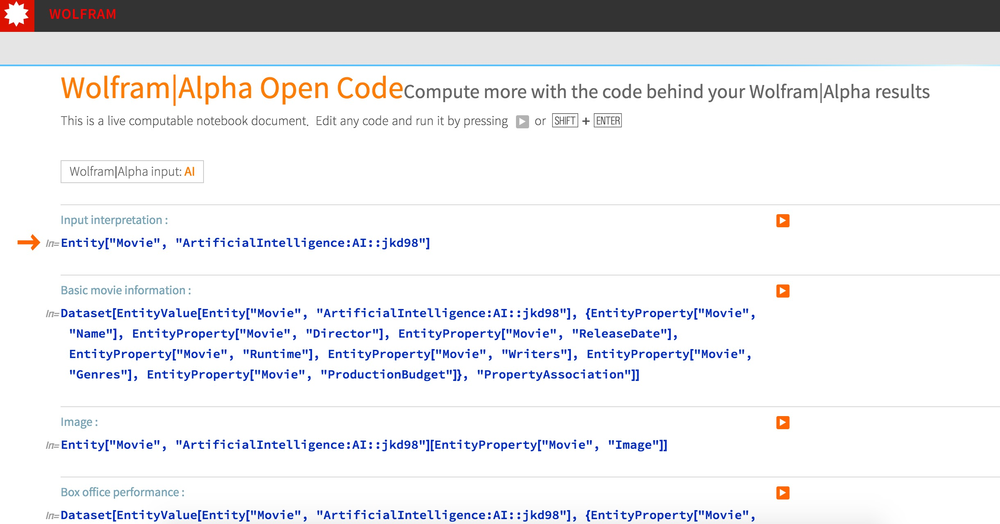 WOLFRAM
Wolfram|Alpha Open Code Compute more with the code behind your Wolfram|Alpha results
This is a live computable notebook document. Edit any code and run it by pressing or SHIFT + ENTER
Wolfram|Alpha input: AI
Input interpretation :
In= Entity["Movie", "ArtificialIntelligence:AI::jkd98"]
Basic movie information :
In= Dataset[EntityValue[Entity["Movie", "ArtificialIntelligence:AI::jkd98"], {EntityProperty["Movie",
"Name"], EntityProperty["Movie", "Director"], EntityProperty["Movie", "ReleaseDate"],
EntityProperty["Movie", "Runtime"], EntityProperty["Movie", "Writers"], EntityProperty["Movie",
"Genres"], EntityProperty["Movie", "ProductionBudget"]}, "PropertyAssociation"]]
Image :
In= Entity["Movie", "ArtificialIntelligence:AI::jkd98"][EntityProperty["Movie", "Image"]]
Box office performance :
In= Dataset[EntityValue[Entity["Movie", "ArtificialIntelligence:AI::jkd98"], {EntityProperty["Movie",